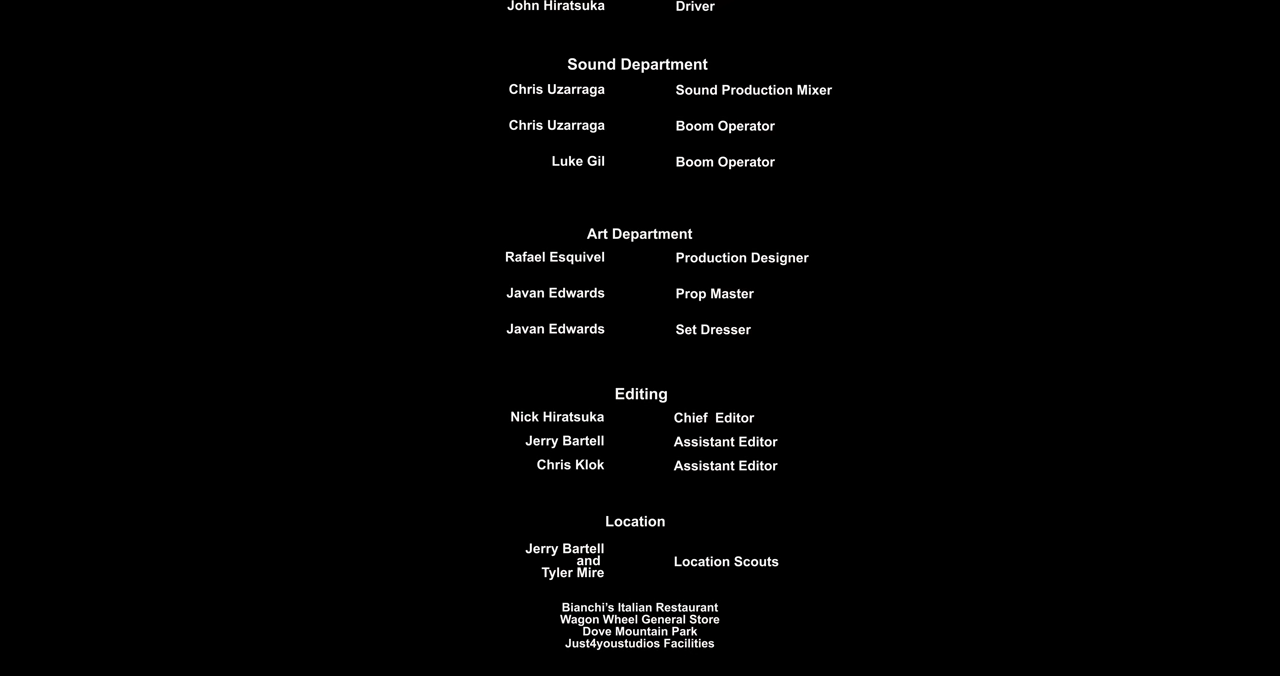 John Hiratsuka Driver
Sound Department
Chris Uzarraga Sound Production Mixer
Chris Uzarraga Boom Operator
Luke Gil Boom Operator
Art Department
Rafael Esquivel Production Designer
Javan Edwards Prop Master
Javan Edwards Set Dresser
Editing
Nick Hiratsuka Chief  Editor
Jerry Bartell Assistant Editor
Chris Klok Assistant Editor
Location
Jerry Bartell
and Location Scouts
Tyler Mire
Bianchi’s Italian Restaurant
Wagon Wheel General Store
Dove Mountain Park
Just4youstudios Facilities